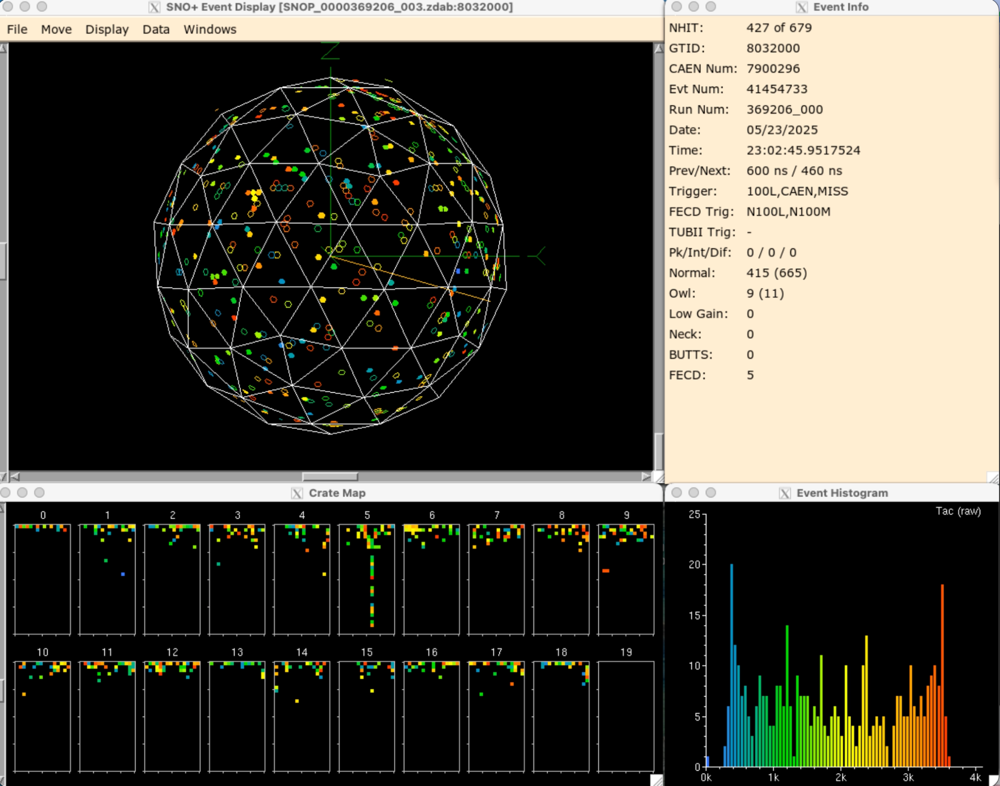 SNO+ Event Display [SNOP_0000369206_003.zdab:8032000]
File Move Display Data Windows
Z
Y
Event Info
NHIT: 427 of 679
GTID: 8032000
CAEN Num: 7900296
Evt Num: 41454733
Run Num: 369206_000
Date: 05/23/2025
Time: 23:02:45.9517524
Prev/Next: 600 ns / 460 ns
Trigger: 100L,CAEN,MISS
FECD Trig: N100L,N100M
TUBII Trig: -
Pk/Int/Dif: 0 / 0 / 0
Normal: 415 (665)
Owl: 9 (11)
Low Gain: 0
Neck: 0
BUTTS: 0
FECD: 5
Crate Map
0 1 2 3 4 5 6 7 8 9
10 11 12 13 14 15 16 17 18 19
Event Histogram
Tac (raw)
25
20
15
10
5
0
0k 1k 2k 3k 4k